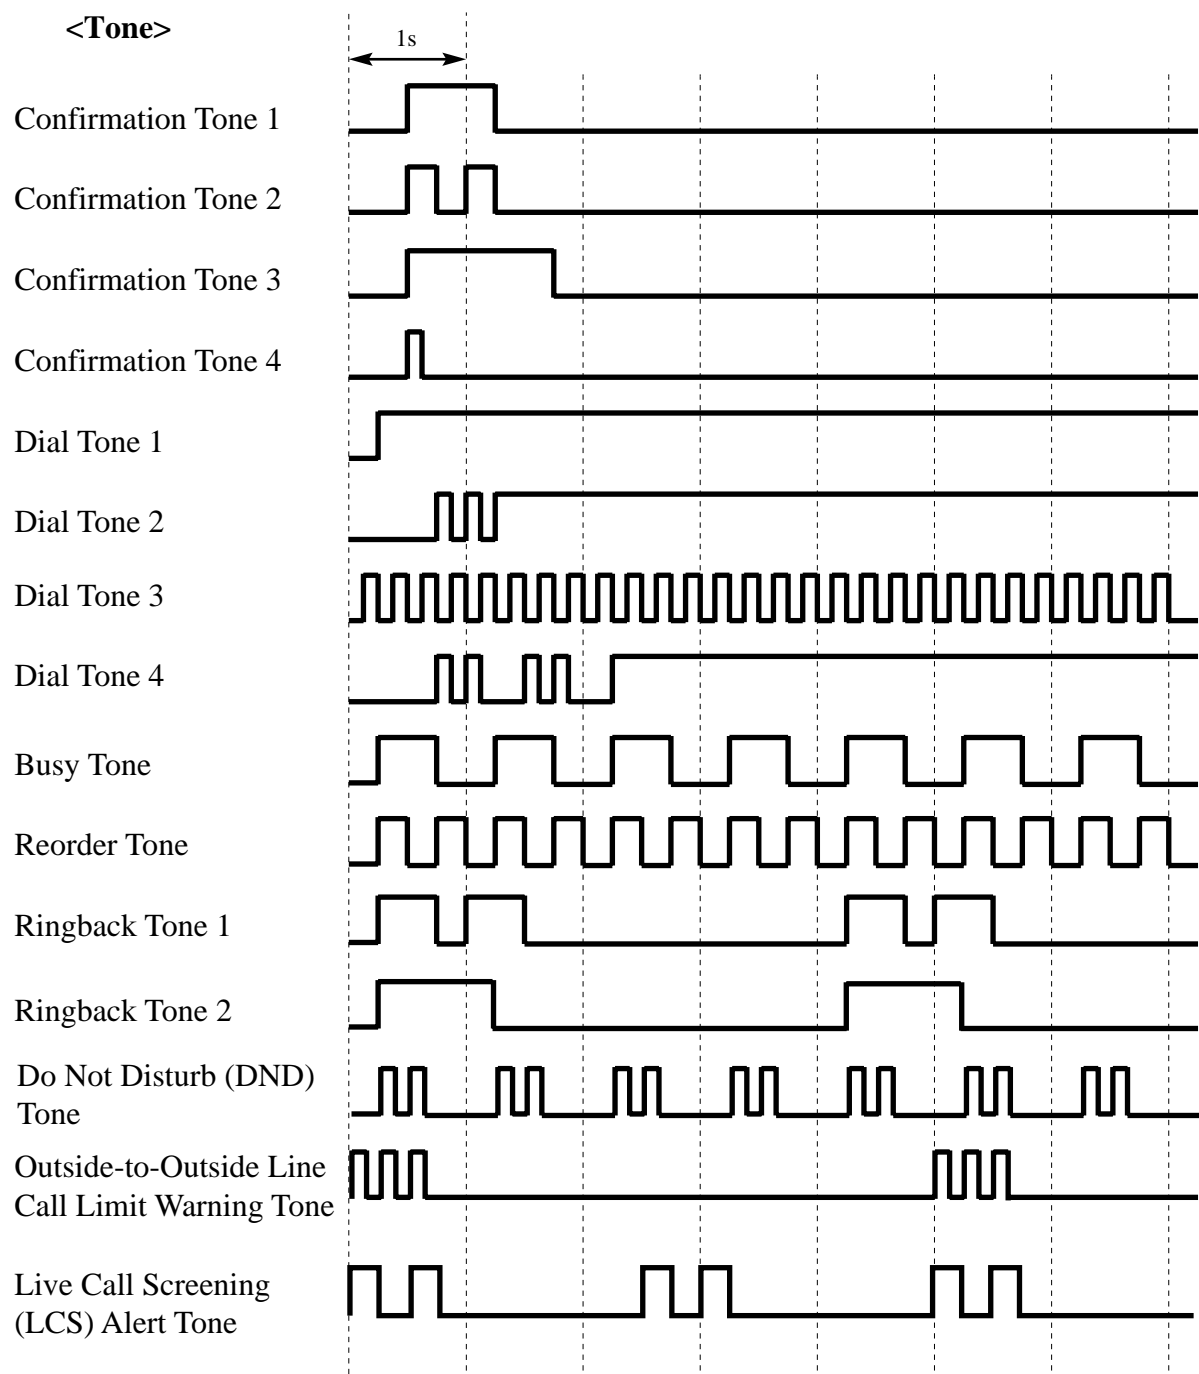 <Tone>
1s
Confirmation Tone 1
Confirmation Tone 2
Confirmation Tone 3
Confirmation Tone 4
Dial Tone 1
Dial Tone 2
Dial Tone 3
Dial Tone 4
Busy Tone
Reorder Tone
Ringback Tone 1
Ringback Tone 2
Do Not Disturb (DND)
Tone
Outside-to-Outside Line
Call Limit Warning Tone
Live Call Screening
(LCS) Alert Tone